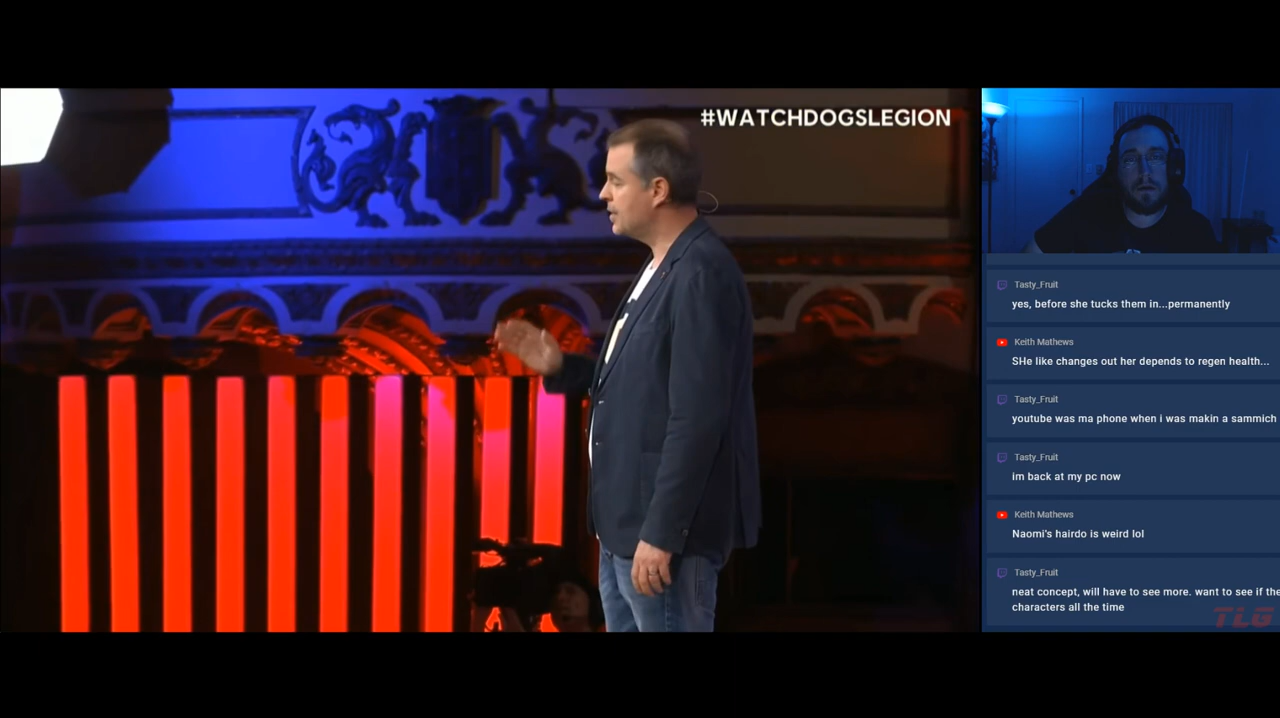 #WATCHDOGSLEGION
Tasty_Fruit
yes, before she tucks them in...permanently
Keith Mathews
SHe like changes out her depends to regen health...
Tasty_Fruit
youtube was ma phone when i was makin a sammich
Tasty_Fruit
im back at my pc now
Keith Mathews
Naomi's hairdo is weird lol
Tasty_Fruit
neat concept, will have to see more. want to see if the
characters all the time
TLG